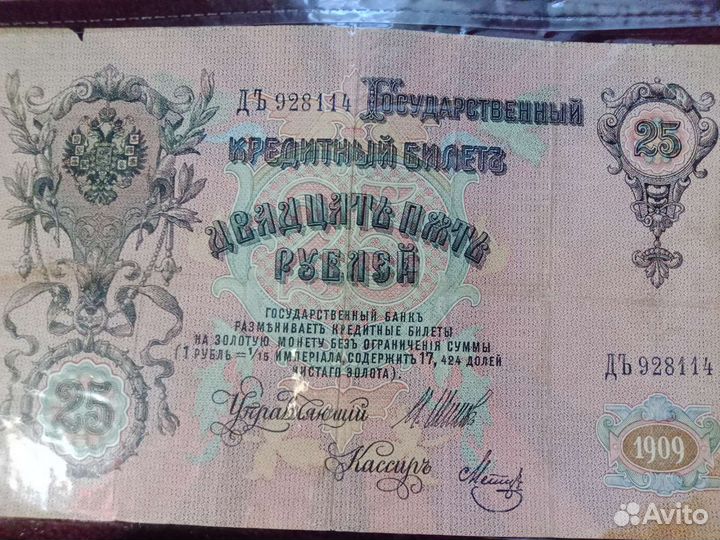 ДЪ 928114 Государственный
25
Кредитный Билетъ
Двадцать пять
рублей
ГОСУДАРСТВЕННЫЙ БАНКЪ
РАЗМѢНИВАЕТЪ КРЕДИТНЫЕ БИЛЕТЫ
НА ЗОЛОТУЮ МОНЕТУ БЕЗЪ ОГРАНИЧЕНІЯ СУММЫ
(1 РУБЛЬ = 1/15 ИМПЕРІАЛА, СОДЕРЖИТЪ 17, 424 ДОЛЕЙ
ЧИСТАГО ЗОЛОТА).
ДЪ 928114
25
Управляющій
Кассиръ
1909
Avito